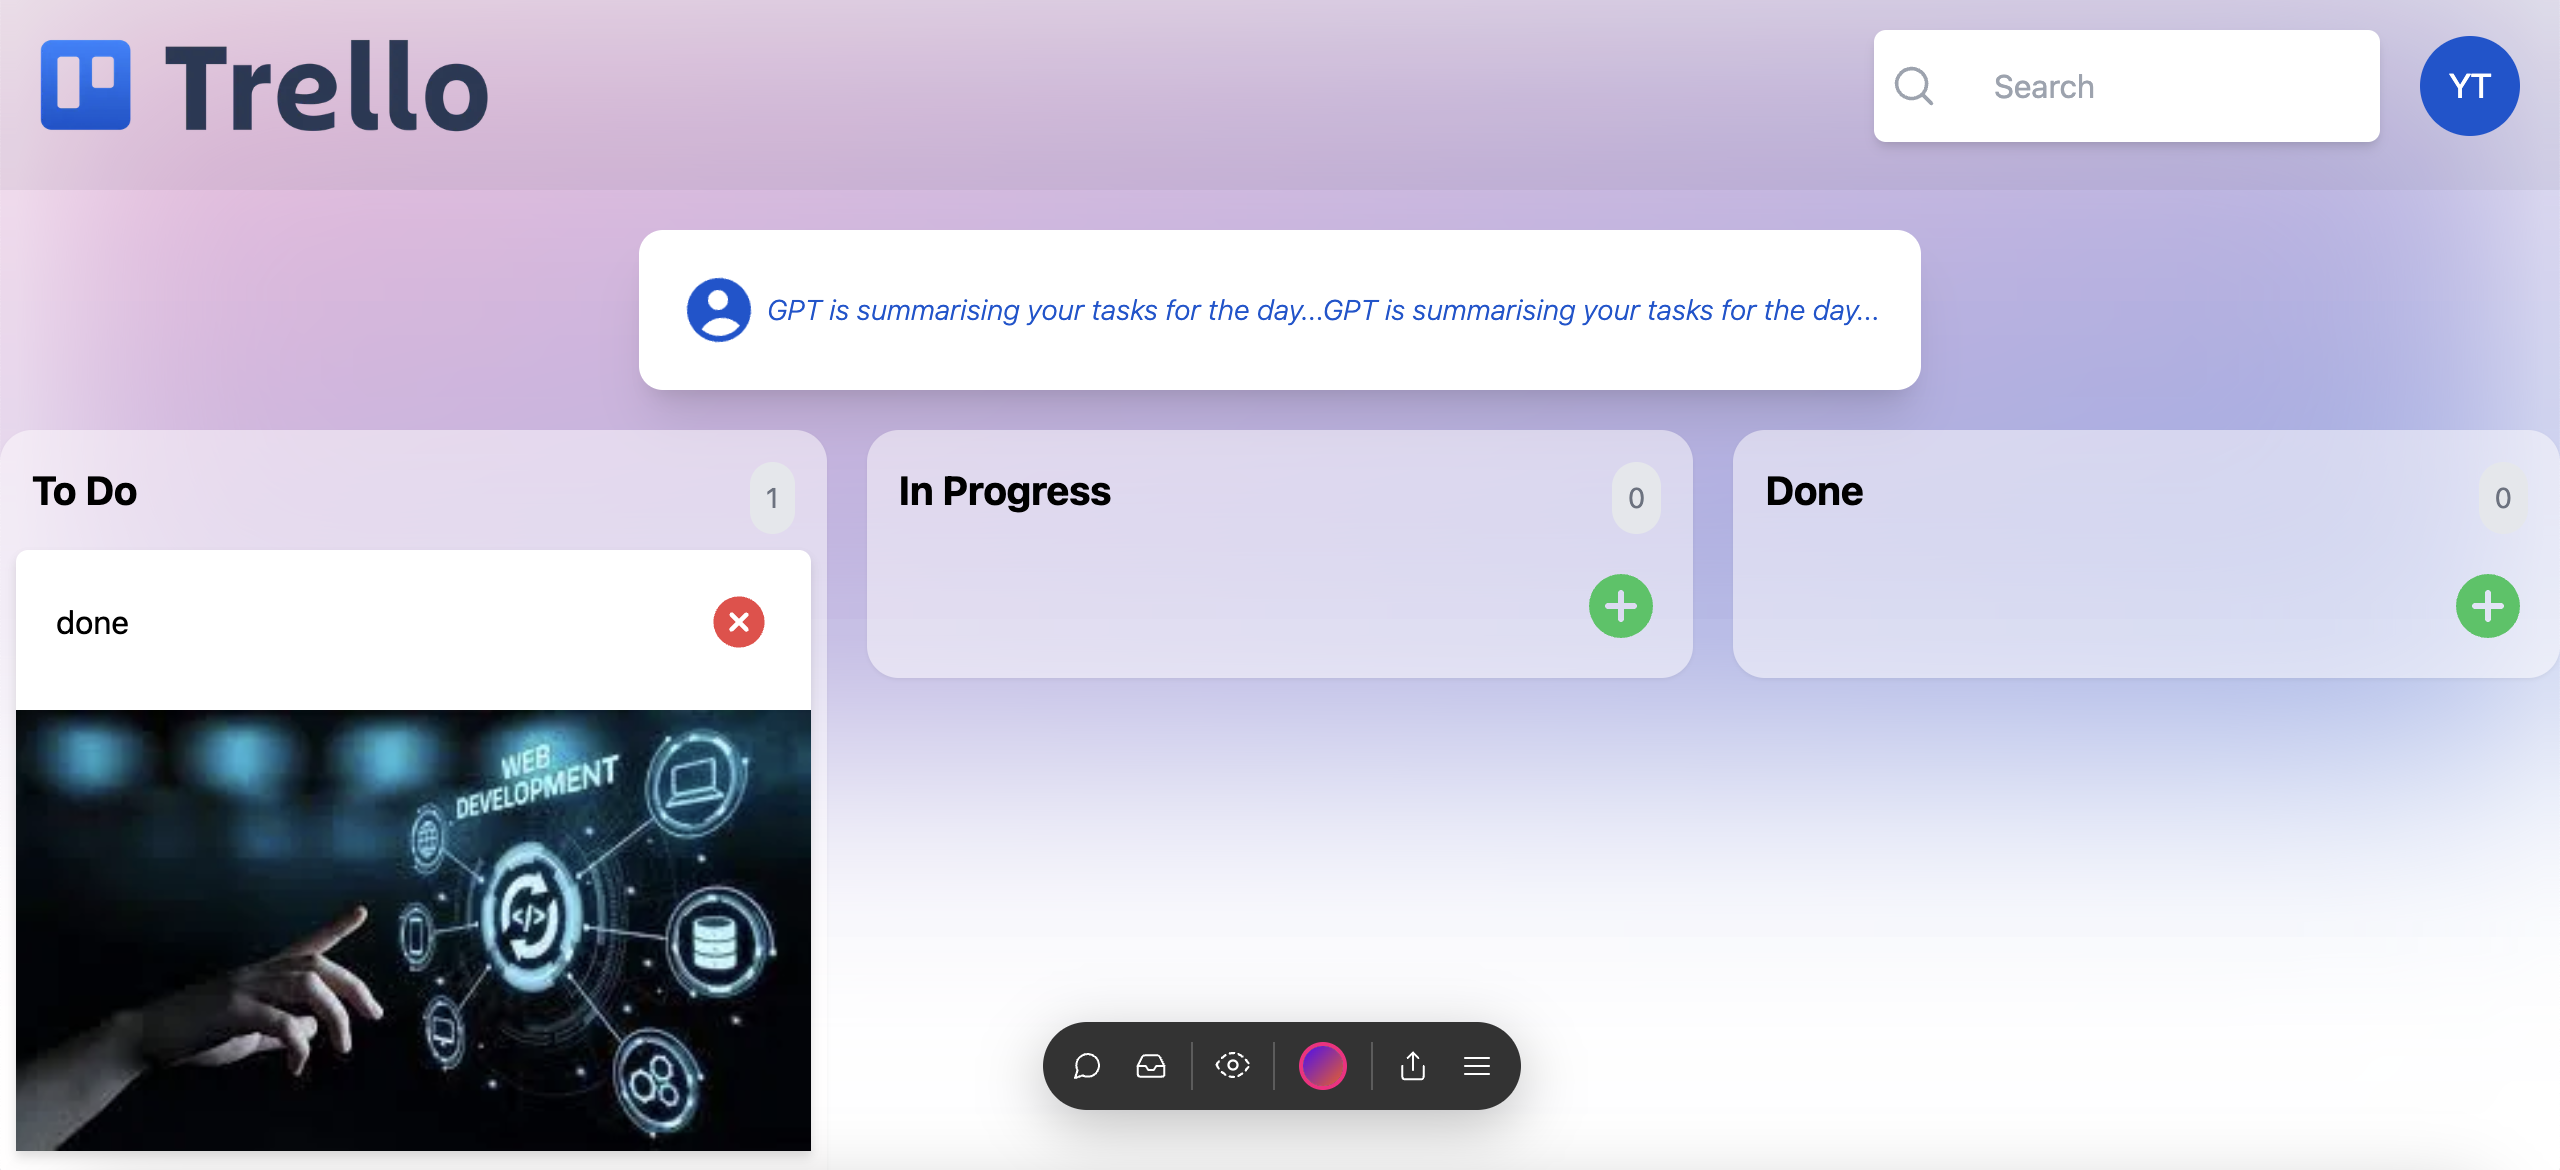 Trello
Search
YT
GPT is summarising your tasks for the day...GPT is summarising your tasks for the day...
To Do
1
In Progress
0
Done
0
done
WEB
DEVELOPMENT
</>